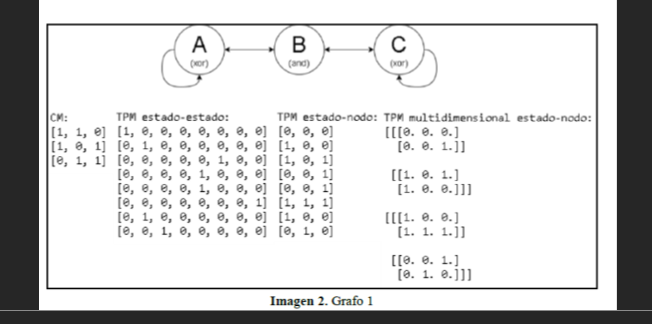 A B C
(xor) (and) (xor)
CM: TPM estado-estado: TPM estado-nodo: TPM multidimensional estado-nodo:
[1, 1, 0] [1, 0, 0, 0, 0, 0, 0, 0] [0, 0, 0] [[[0. 0. 0.]
[1, 0, 1] [0, 1, 0, 0, 0, 0, 0, 0] [1, 0, 0] [0. 0. 1.]]
[0, 1, 1] [0, 0, 0, 0, 0, 1, 0, 0] [1, 0, 1]
[0, 0, 0, 0, 1, 0, 0, 0] [0, 0, 1] [[1. 0. 1.]
[0, 0, 0, 0, 1, 0, 0, 0] [0, 0, 1] [1. 0. 0.]]]
[0, 0, 0, 0, 0, 0, 0, 1] [1, 1, 1]
[0, 1, 0, 0, 0, 0, 0, 0] [1, 0, 0] [[[1. 0. 0.]
[0, 0, 1, 0, 0, 0, 0, 0] [0, 1, 0] [1. 1. 1.]]
[[0. 0. 1.]
[0. 1. 0.]]]
Imagen 2. Grafo 1